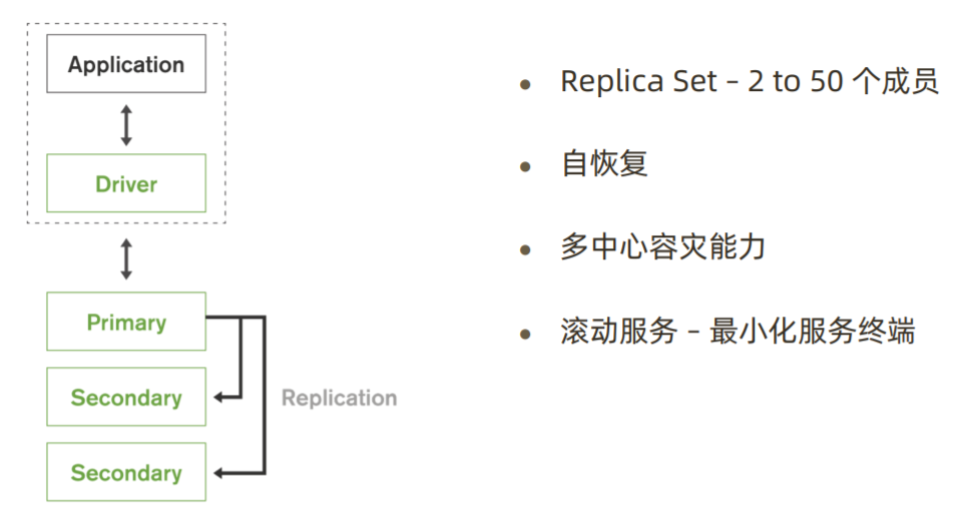 Application
Driver
Primary
Secondary
Replication
Secondary
Replica Set – 2 to 50 个成员
自恢复
多中心容灾能力
滚动服务 – 最小化服务终端